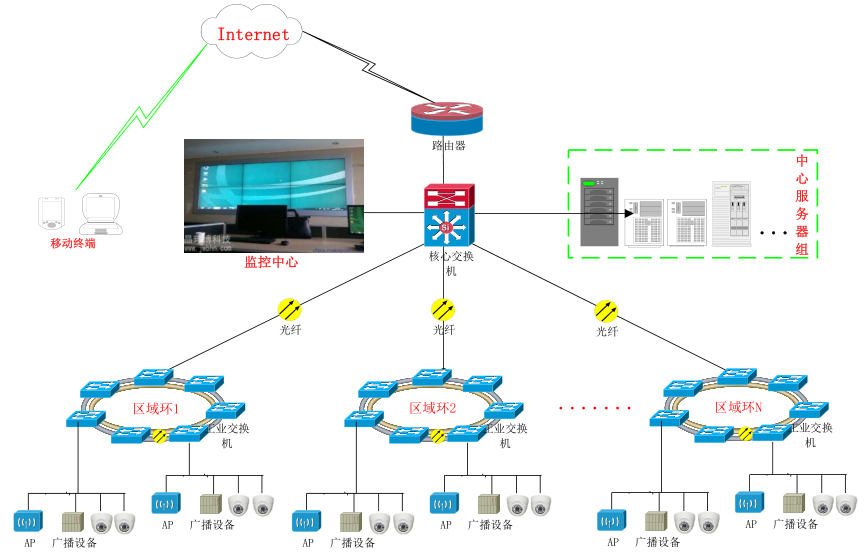 Internet
路由器
中
心
服
务
器
组
...
移动终端
监控中心
核心交换
机
光纤
光纤
光纤
区域环1
工业交换
机
区域环2
工业交换
机
.......
区域环N
工业交换
机
AP
广播设备
AP
广播设备
AP
广播设备
AP
广播设备
AP
广播设备
AP
广播设备
Si